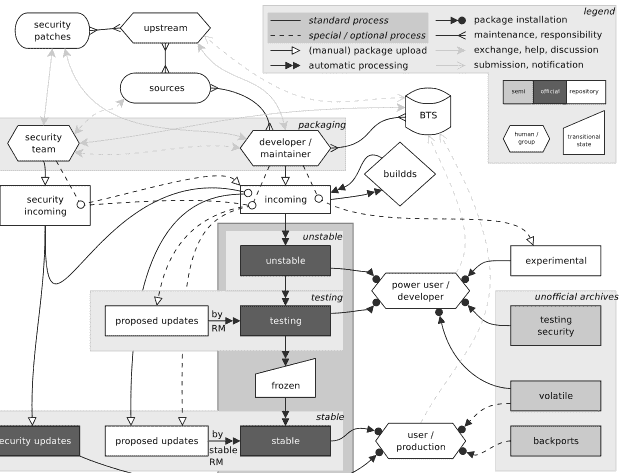 legend
standard process
special / optional process
(manual) package upload
automatic processing
package installation
maintenance, responsibility
exchange, help, discussion
submission, notification
semi
official
repository
human /
group
transitional
state
security
patches
upstream
sources
BTS
packaging
security
team
developer /
maintainer
buildds
security
incoming
incoming
unstable
unstable
experimental
power user /
developer
testing
proposed updates
by
RM
testing
unofficial archives
testing
security
frozen
volatile
stable
ecurity updates
proposed updates
by
stable
RM
stable
user /
production
backports